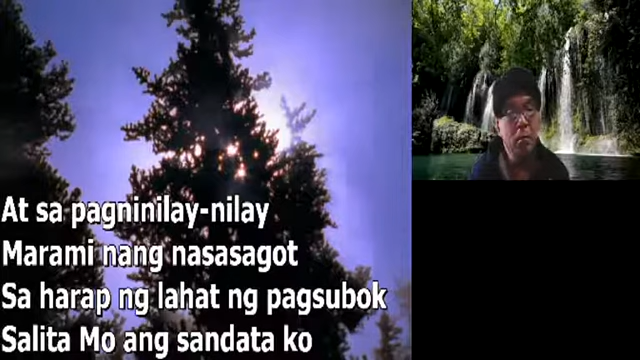 At sa pagninilay-nilay
Marami nang nasasagot
Sa harap ng lahat ng pagsubok
Salita Mo ang sandata ko